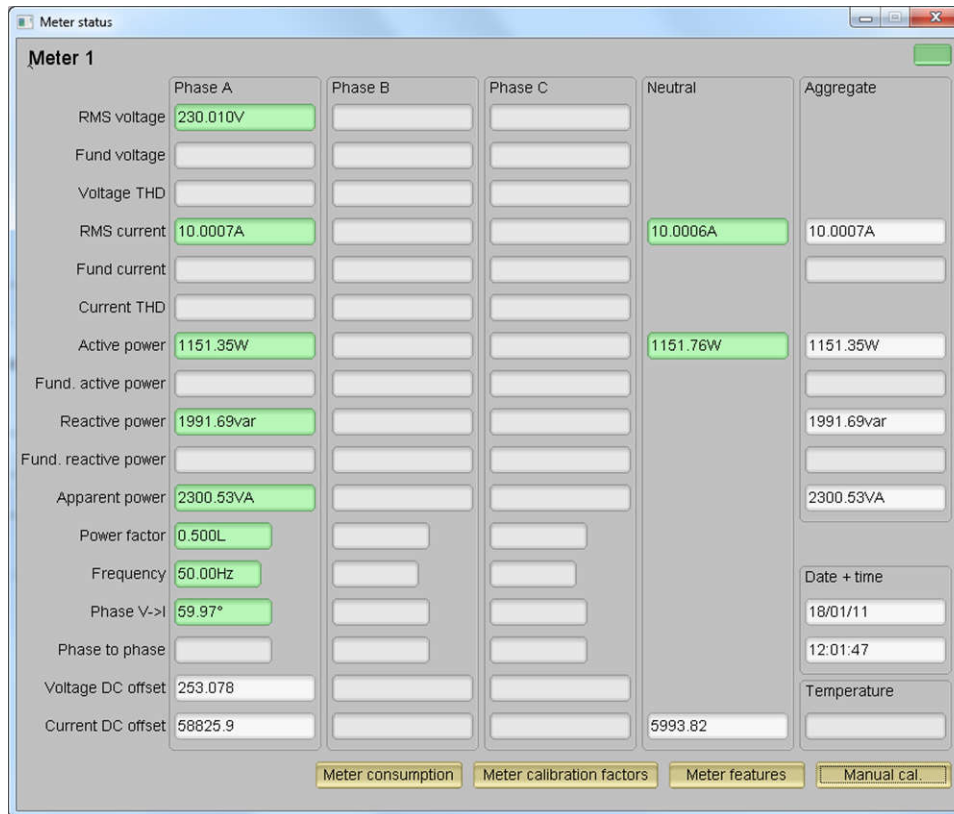 Meter status
Meter 1
Phase A Phase B Phase C Neutral Aggregate
RMS voltage 230.010V
Fund voltage
Voltage THD
RMS current 10.0007A 10.0006A 10.0007A
Fund current
Current THD
Active power 1151.35W 1151.76W 1151.35W
Fund. active power
Reactive power 1991.69var 1991.69var
Fund. reactive power
Apparent power 2300.53VA 2300.53VA
Power factor 0.500L
Frequency 50.00Hz Date + time
Phase V->I 59.97° 18/01/11
Phase to phase 12:01:47
Voltage DC offset 253.078 Temperature
Current DC offset 58825.9 5993.82
Meter consumption Meter calibration factors Meter features Manual cal.